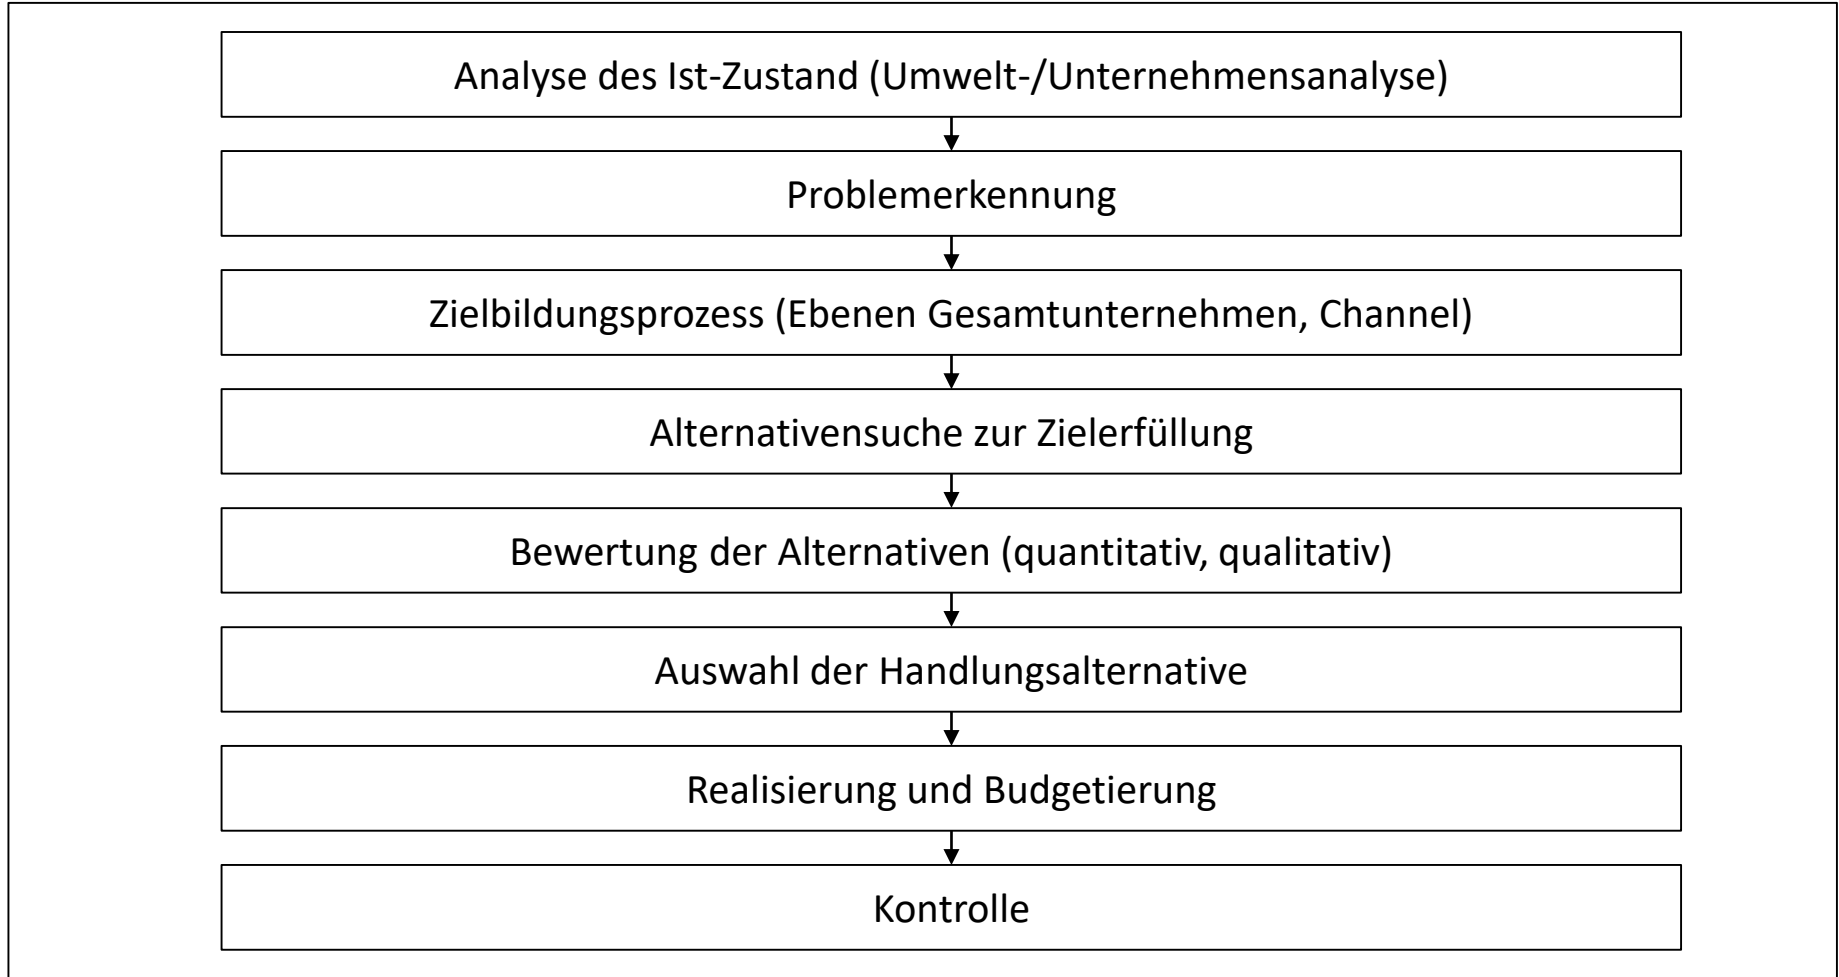 Analyse des Ist-Zustand (Umwelt-/Unternehmensanalyse)
Problemerkennung
Zielbildungsprozess (Ebenen Gesamtunternehmen, Channel)
Alternativensuche zur Zielerfüllung
Bewertung der Alternativen (quantitativ, qualitativ)
Auswahl der Handlungsalternative
Realisierung und Budgetierung
Kontrolle